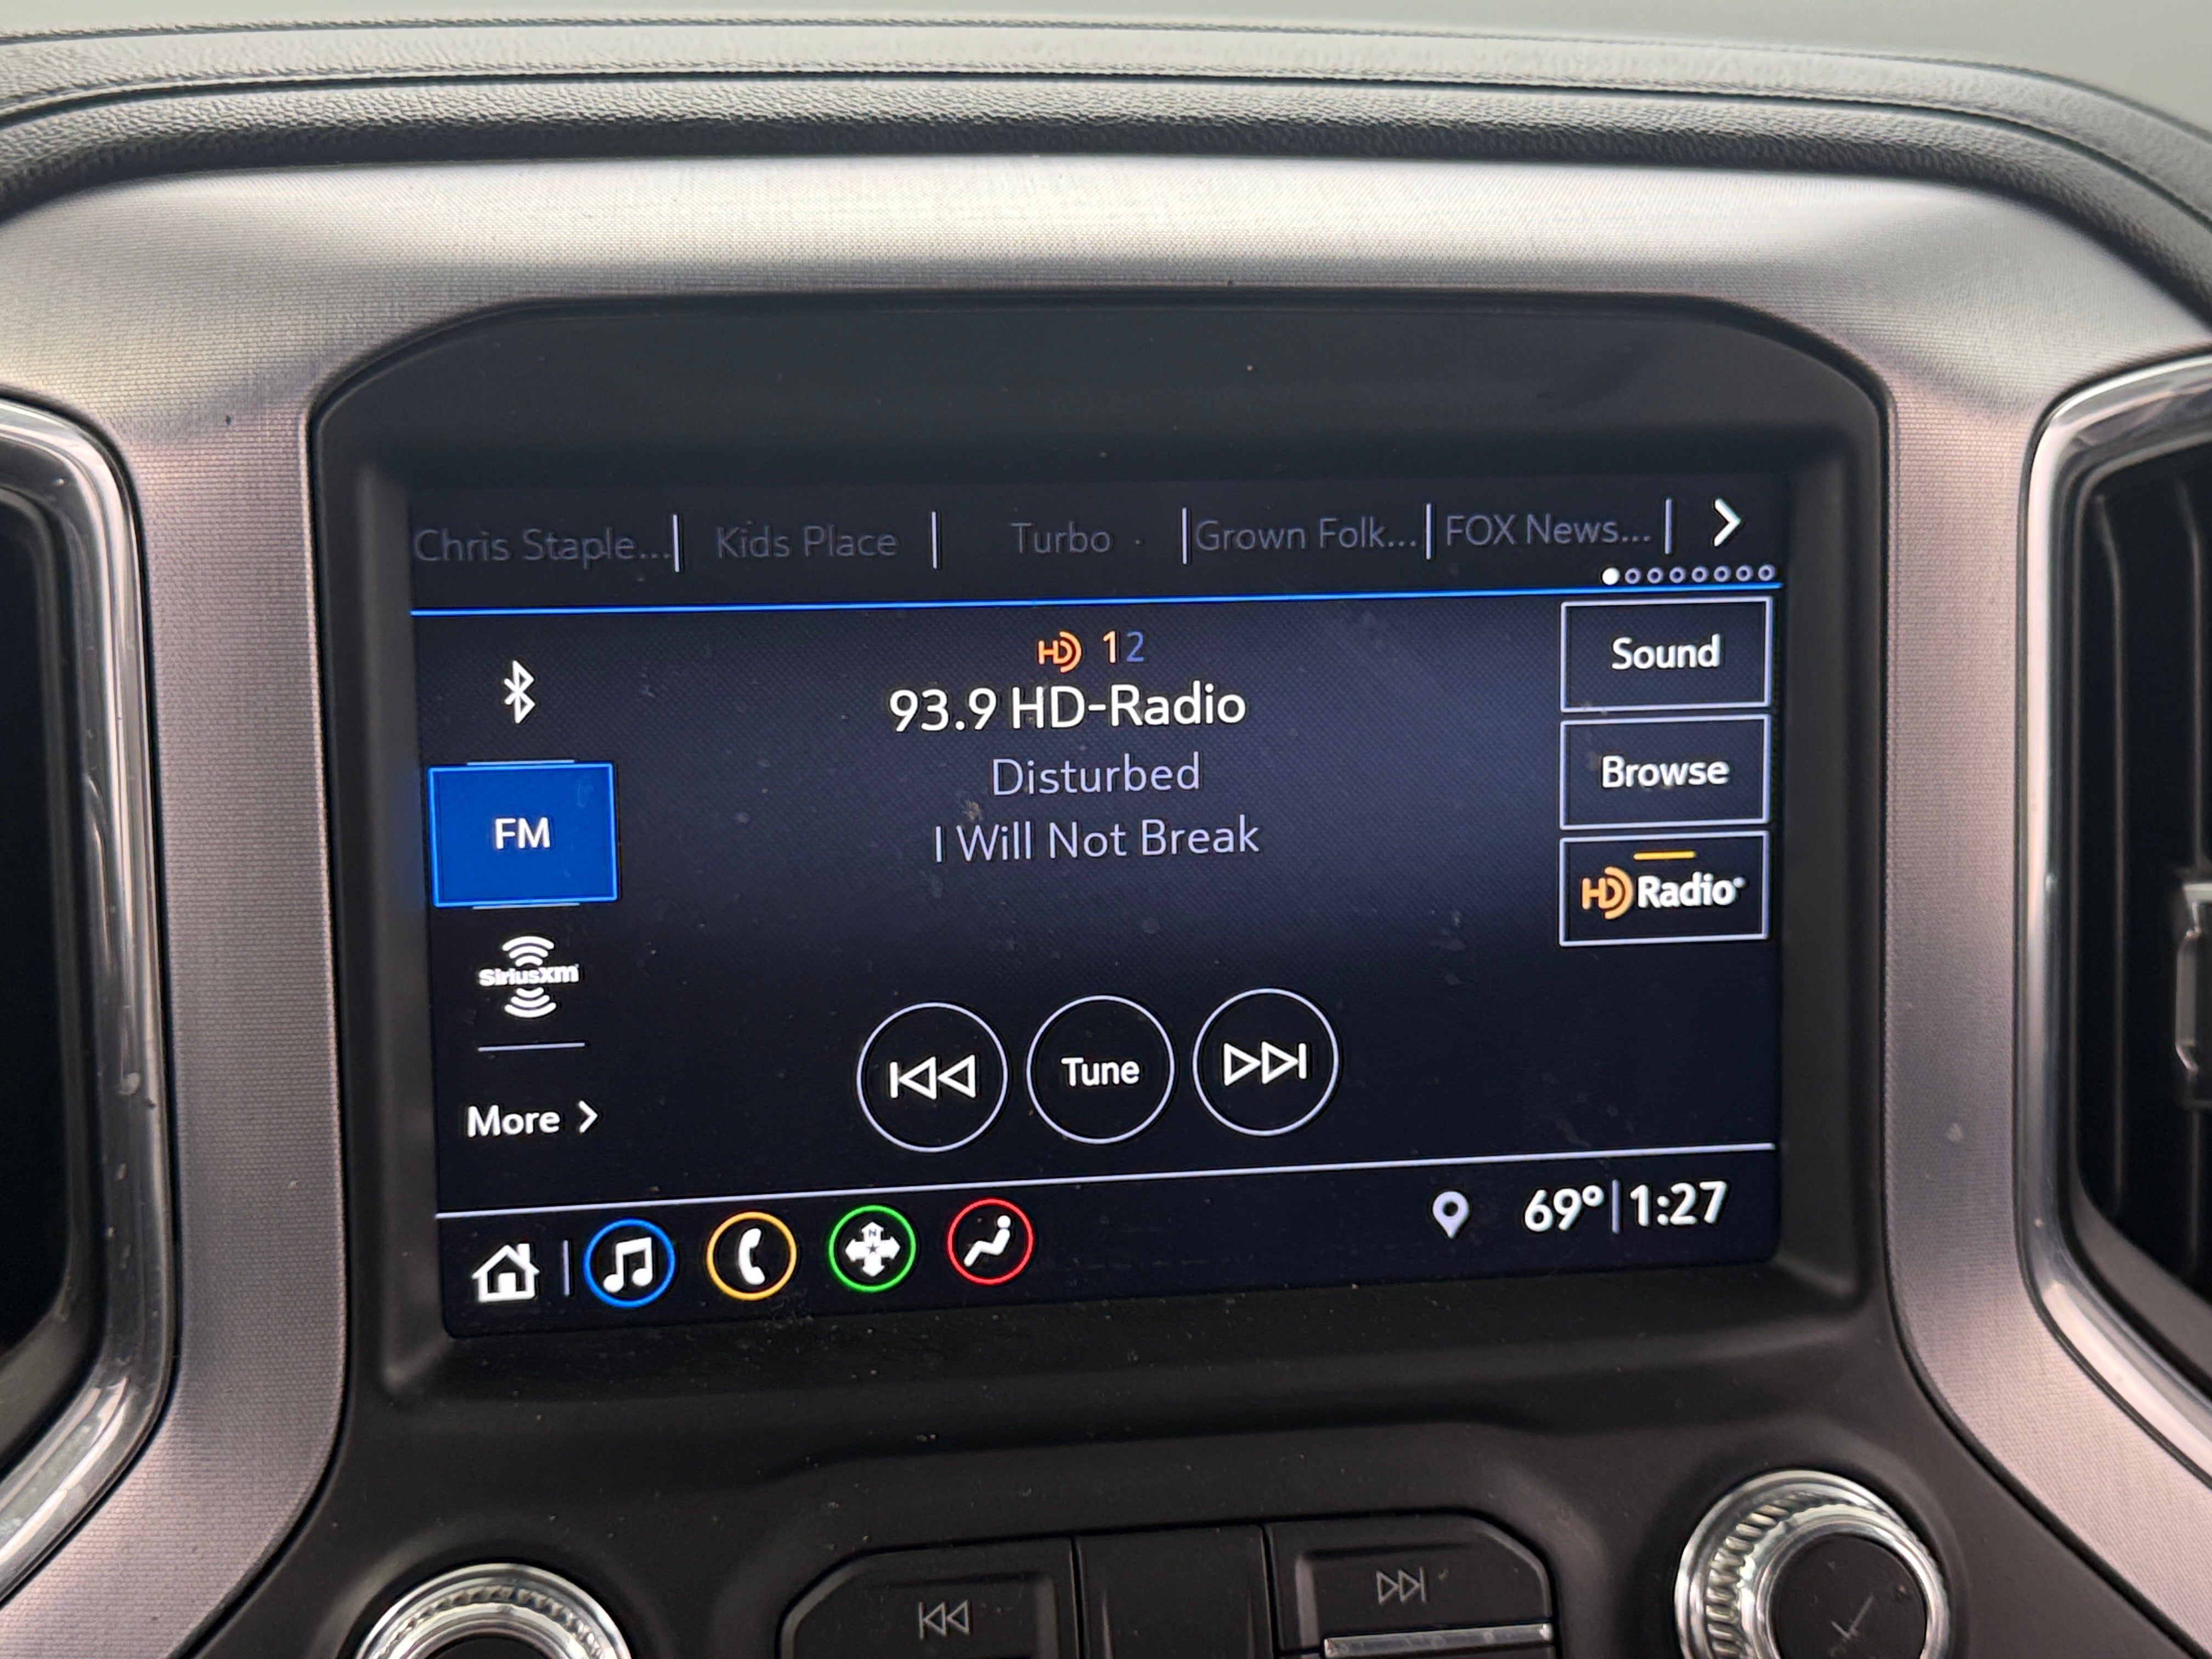 Chris Staple... Kids Place Turbo Grown Folk... FOX News...
HD 12
Sound
93.9 HD-Radio
Disturbed
Browse
FM
I Will Not Break
HD Radio®
SiriusXM
Tune
More
69° 1:27
N